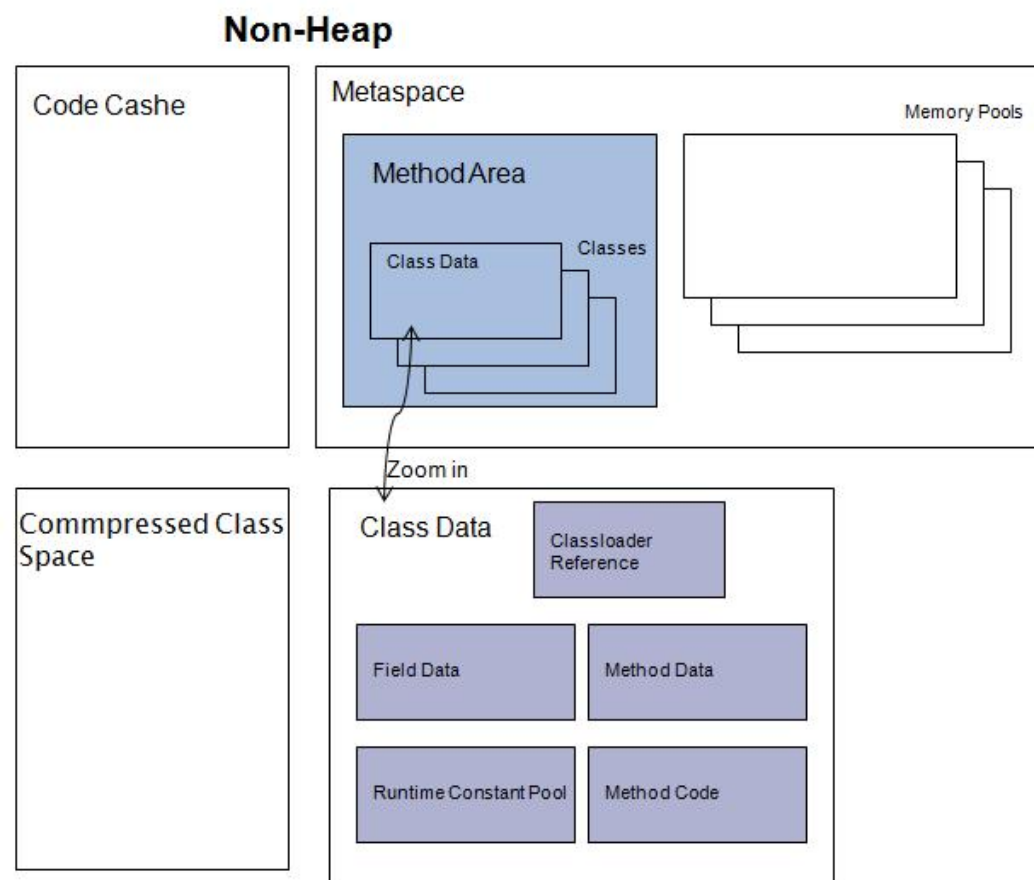 Non-Heap
Code Cashe
Metaspace
Memory Pools
Method Area
Classes
Class Data
Zoom in
Commpressed Class
Space
Class Data
Classloader
Reference
Field Data
Method Data
Runtime Constant Pool
Method Code